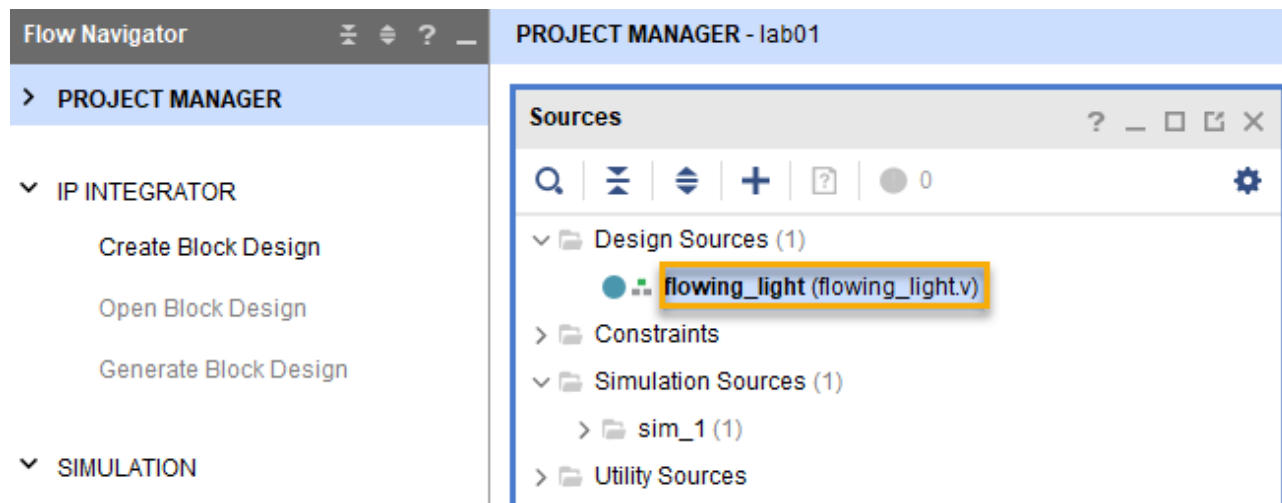 Flow Navigator
?
PROJECT MANAGER
IP INTEGRATOR
Create Block Design
Open Block Design
Generate Block Design
SIMULATION
PROJECT MANAGER - lab01
Sources
?
? 0
Design Sources (1)
flowing_light (flowing_light.v)
Constraints
Simulation Sources (1)
sim_1 (1)
Utility Sources